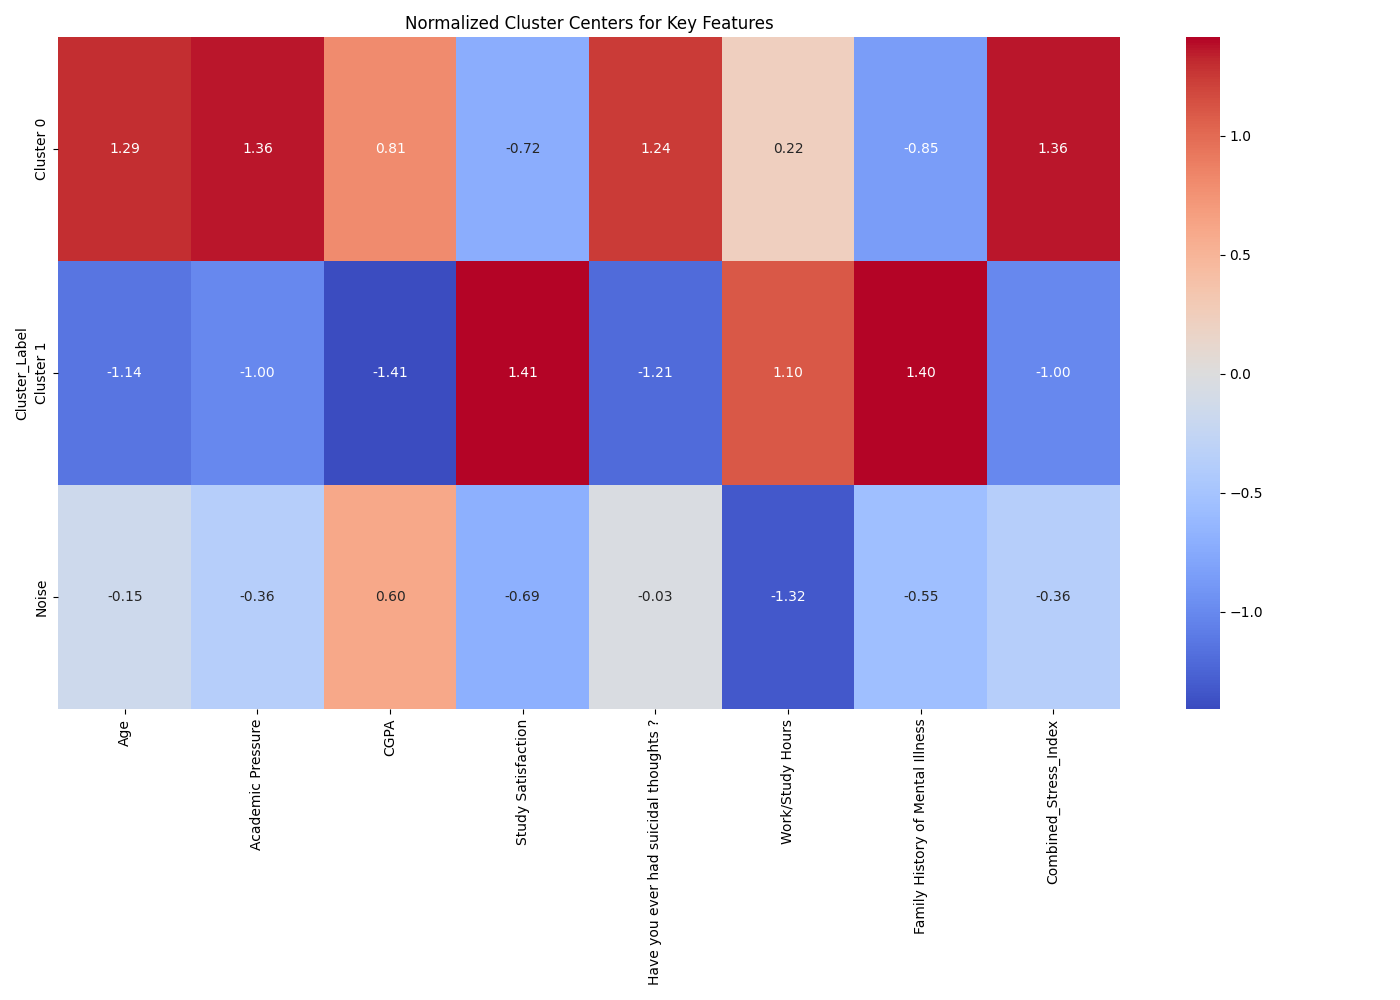 Normalized Cluster Centers for Key Features
Cluster_Label
Cluster 0
1.29 1.36 0.81 -0.72 1.24 0.22 -0.85 1.36
Cluster 1
-1.14 -1.00 -1.41 1.41 -1.21 1.10 1.40 -1.00
Noise
-0.15 -0.36 0.60 -0.69 -0.03 -1.32 -0.55 -0.36
Age
Academic Pressure
CGPA
Study Satisfaction
Have you ever had suicidal thoughts ?
Work/Study Hours
Family History of Mental Illness
Combined_Stress_Index
1.0
0.5
0.0
−0.5
−1.0